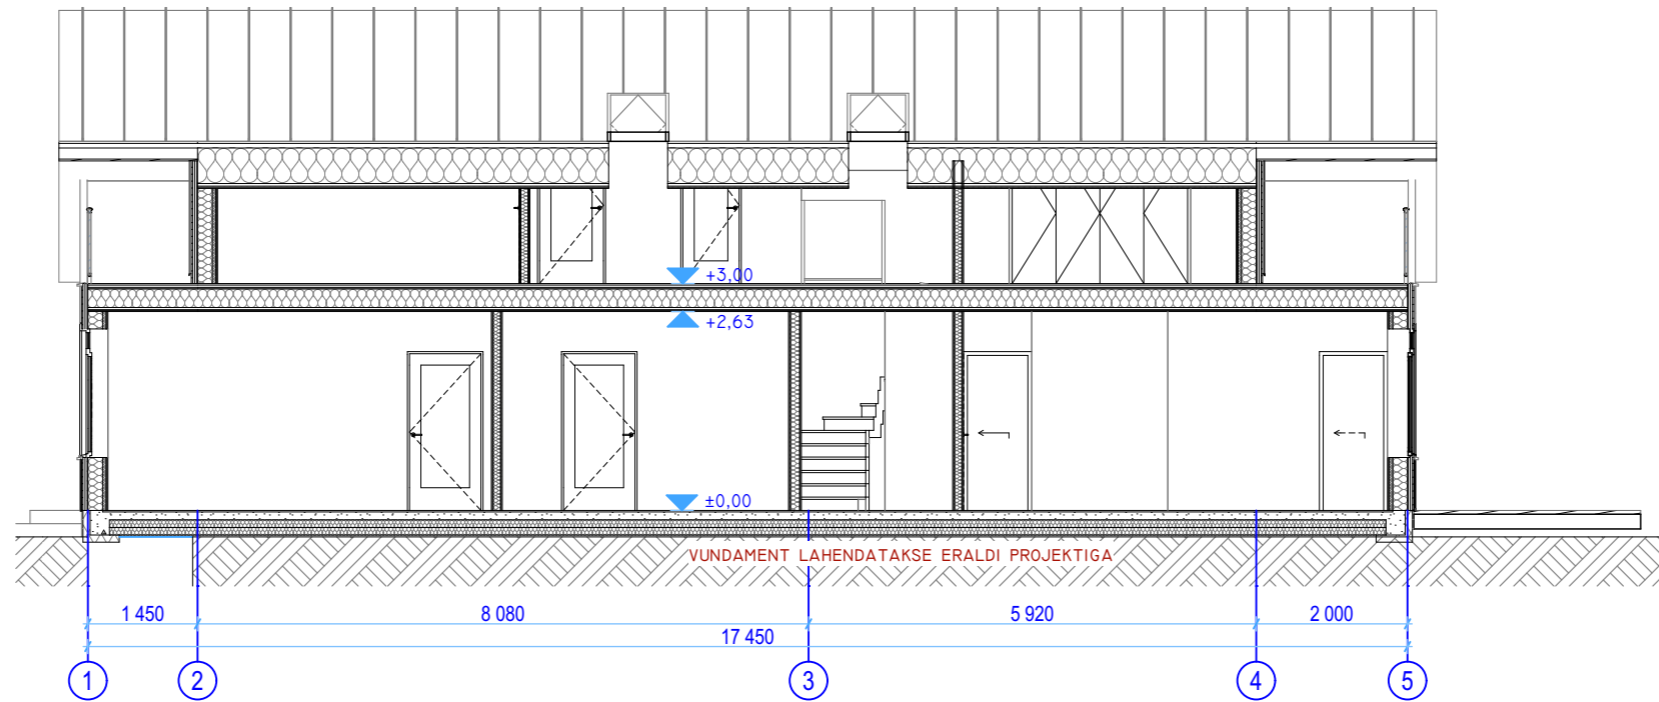 +3,00
+2,63
±0,00
VUNDAMENT LAHENDATAKSE ERALDI PROJEKTIGA
1 450 8 080 5 920 2 000
17 450
1 2 3 4 5